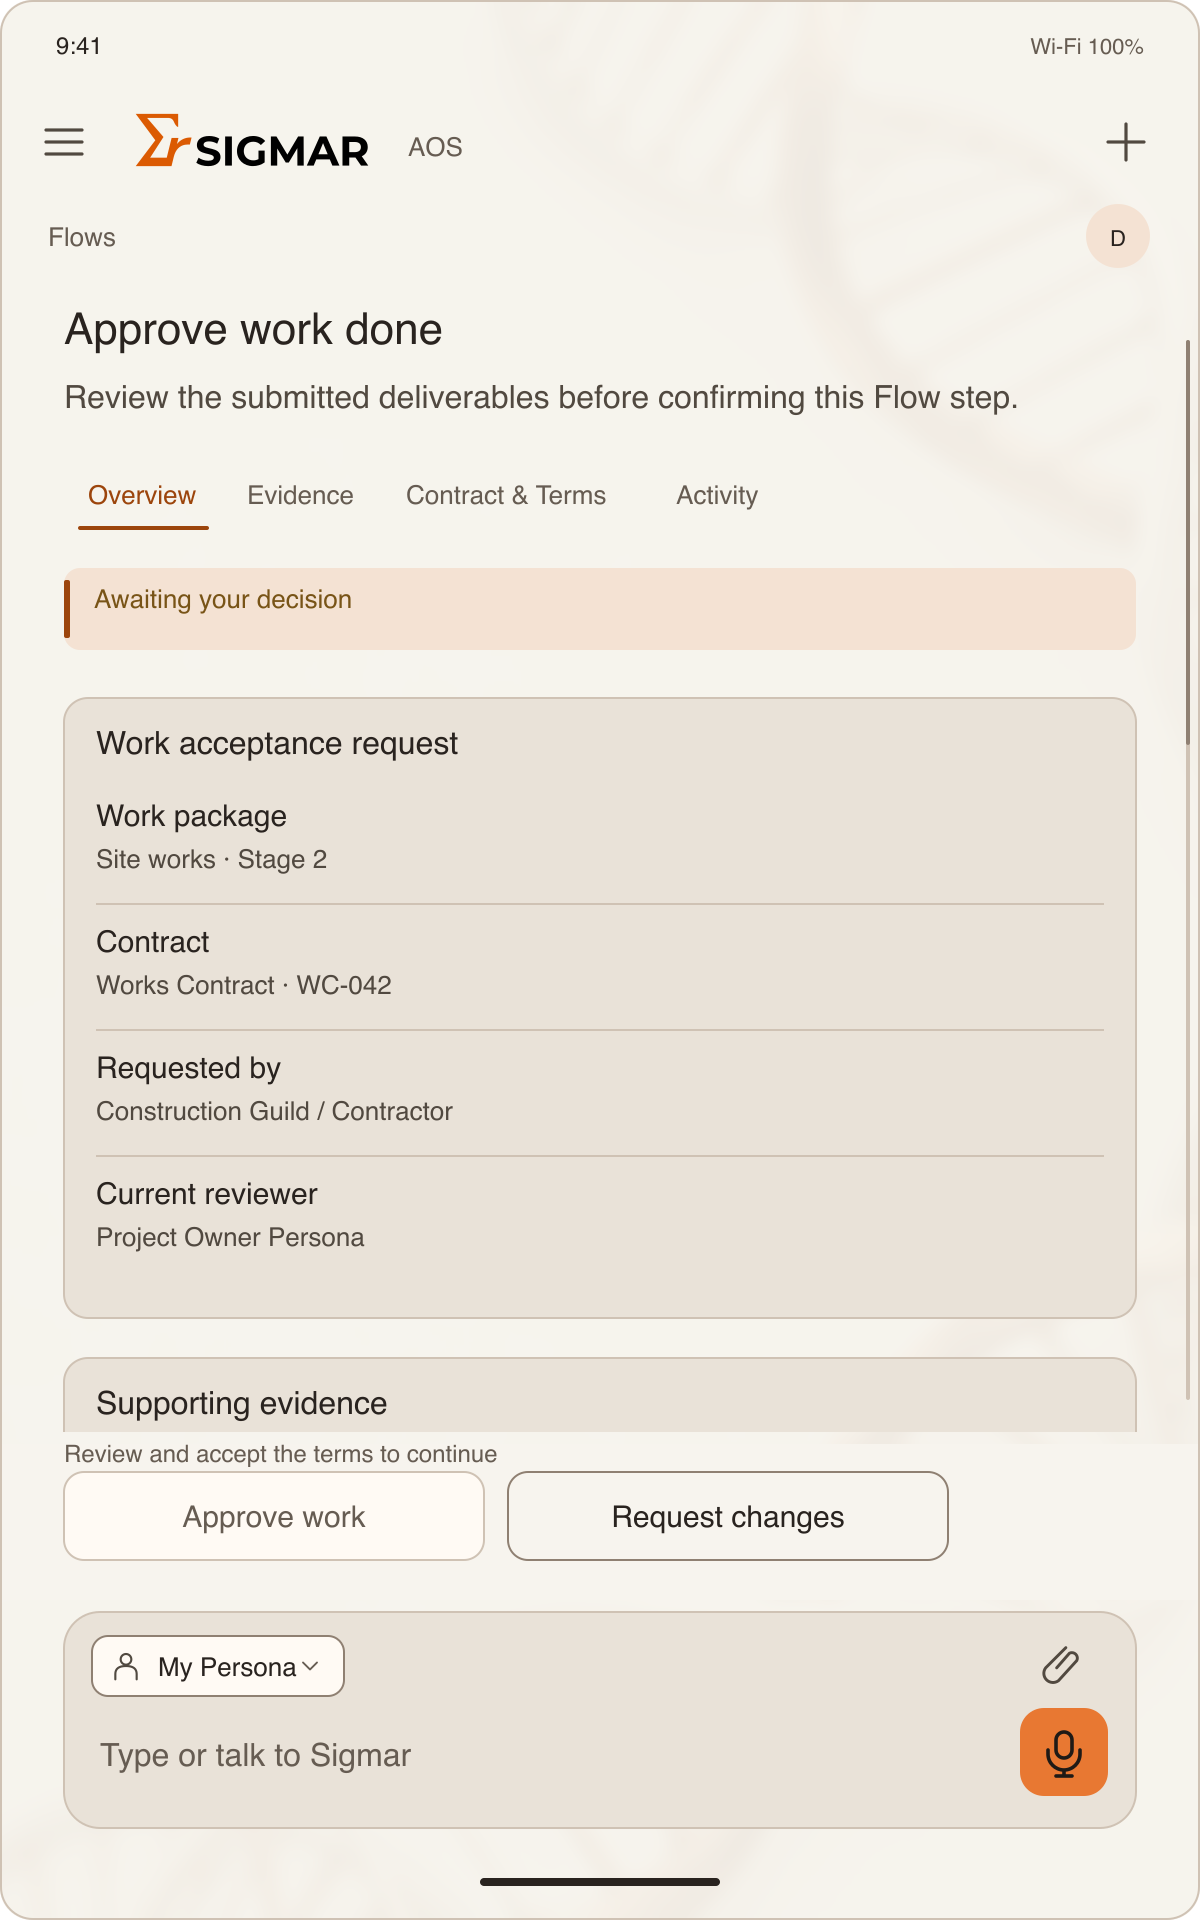 9:41
Wi-Fi 100%
Σr SIGMAR AOS
Flows
D
Approve work done
Review the submitted deliverables before confirming this Flow step.
Overview Evidence Contract & Terms Activity
Awaiting your decision
Work acceptance request
Work package
Site works · Stage 2
Contract
Works Contract · WC-042
Requested by
Construction Guild / Contractor
Current reviewer
Project Owner Persona
Supporting evidence
Review and accept the terms to continue
Approve work
Request changes
My Persona
Type or talk to Sigmar